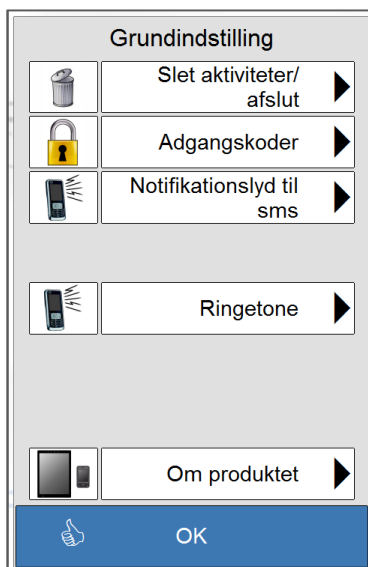 Grundindstilling
Slet aktiviteter/
afslut
Adgangskoder
Notifikationslyd til
sms
Ringetone
Om produktet
OK